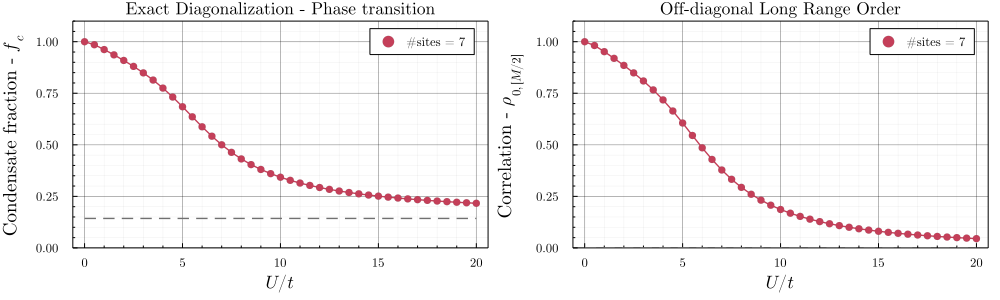 Exact Diagonalization - Phase transition
Condensate fraction - f_c
1.00
0.75
0.50
0.25
0.00
#sites = 7
0 5 10 15 20
U/t
Off-diagonal Long Range Order
Correlation - ρ_{0,[M/2]}
1.00
0.75
0.50
0.25
0.00
#sites = 7
0 5 10 15 20
U/t